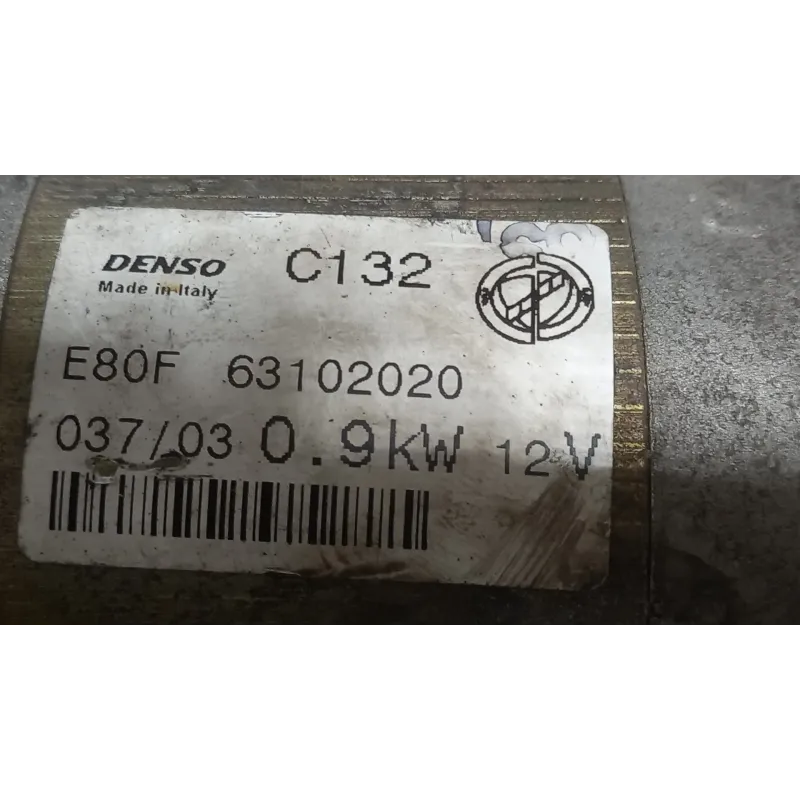 DENSO C132
Made in Italy
E80F 63102020
037/03 0.9kW 12V